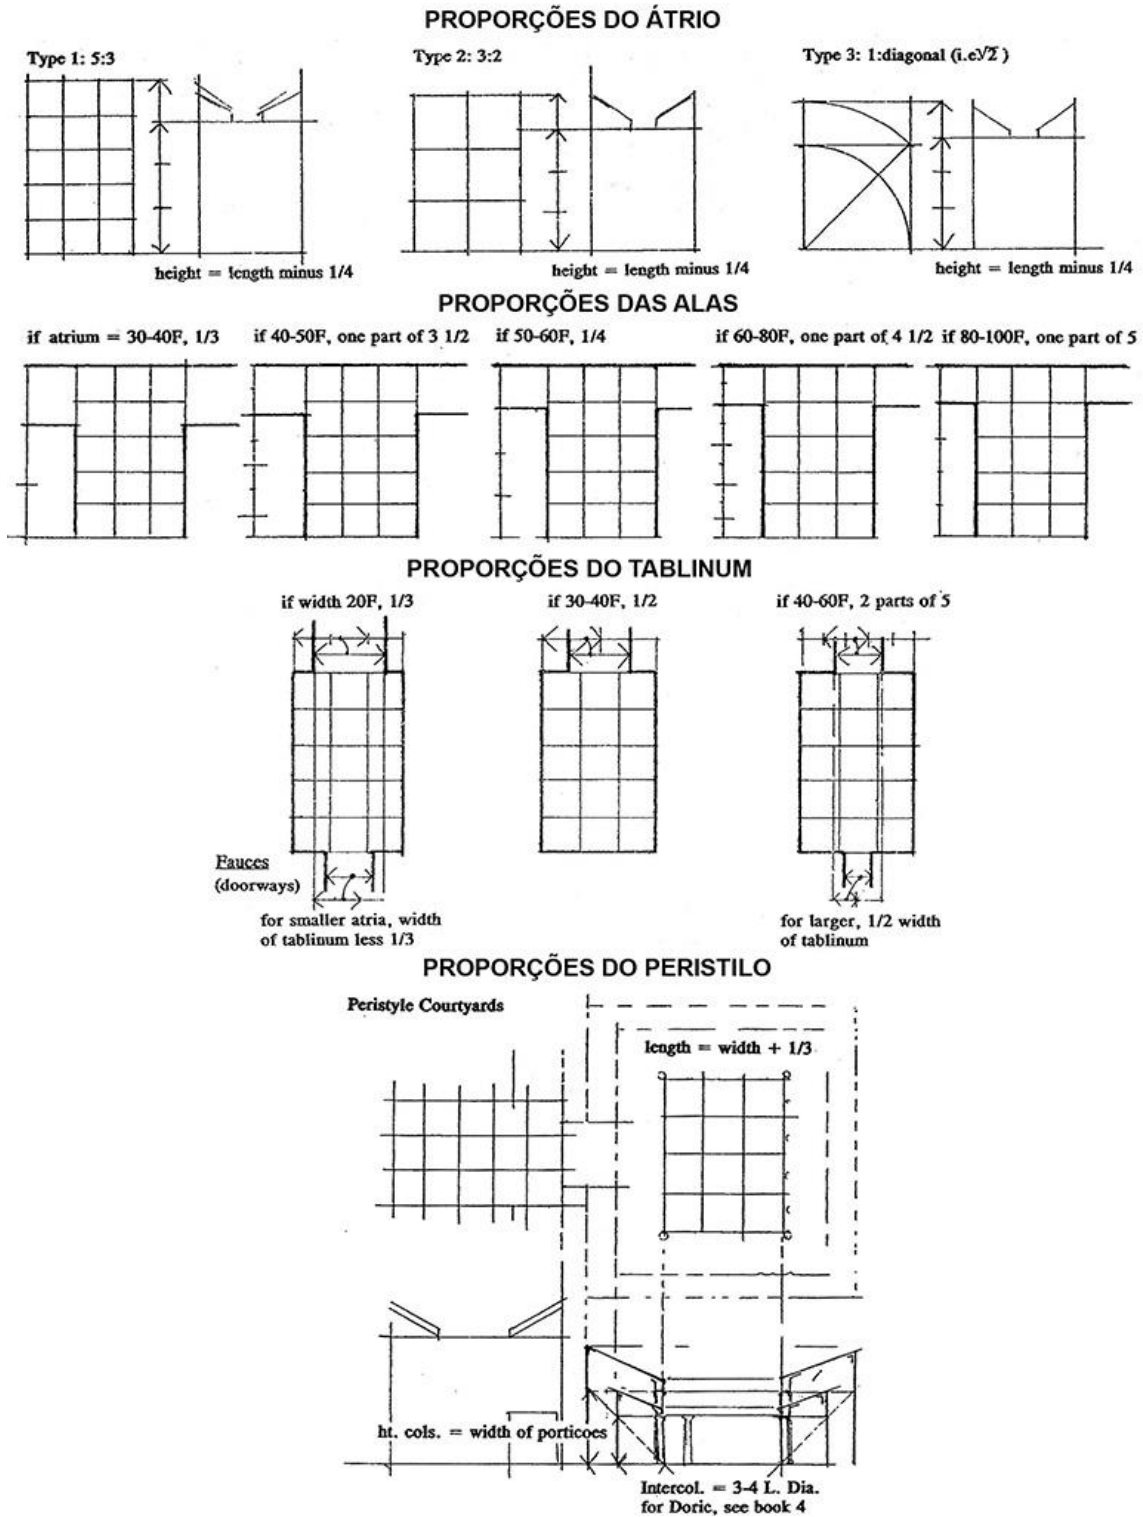 PROPORÇÕES DO ÁTRIO
Type 1: 5:3
Type 2: 3:2
Type 3: 1:diagonal (i.e√2 )
height = length minus 1/4
height = length minus 1/4
height = length minus 1/4
PROPORÇÕES DAS ALAS
if atrium = 30-40F, 1/3
if 40-50F, one part of 3 1/2
if 50-60F, 1/4
if 60-80F, one part of 4 1/2
if 80-100F, one part of 5
PROPORÇÕES DO TABLINUM
if width 20F, 1/3
if 30-40F, 1/2
if 40-60F, 2 parts of 5
Fauces
(doorways)
for smaller atria, width
of tablinum less 1/3
for larger, 1/2 width
of tablinum
PROPORÇÕES DO PERISTILO
Peristyle Courtyards
length = width + 1/3
ht. cols. = width of porticoes
Intercol. = 3-4 L. Dia.
for Doric, see book 4